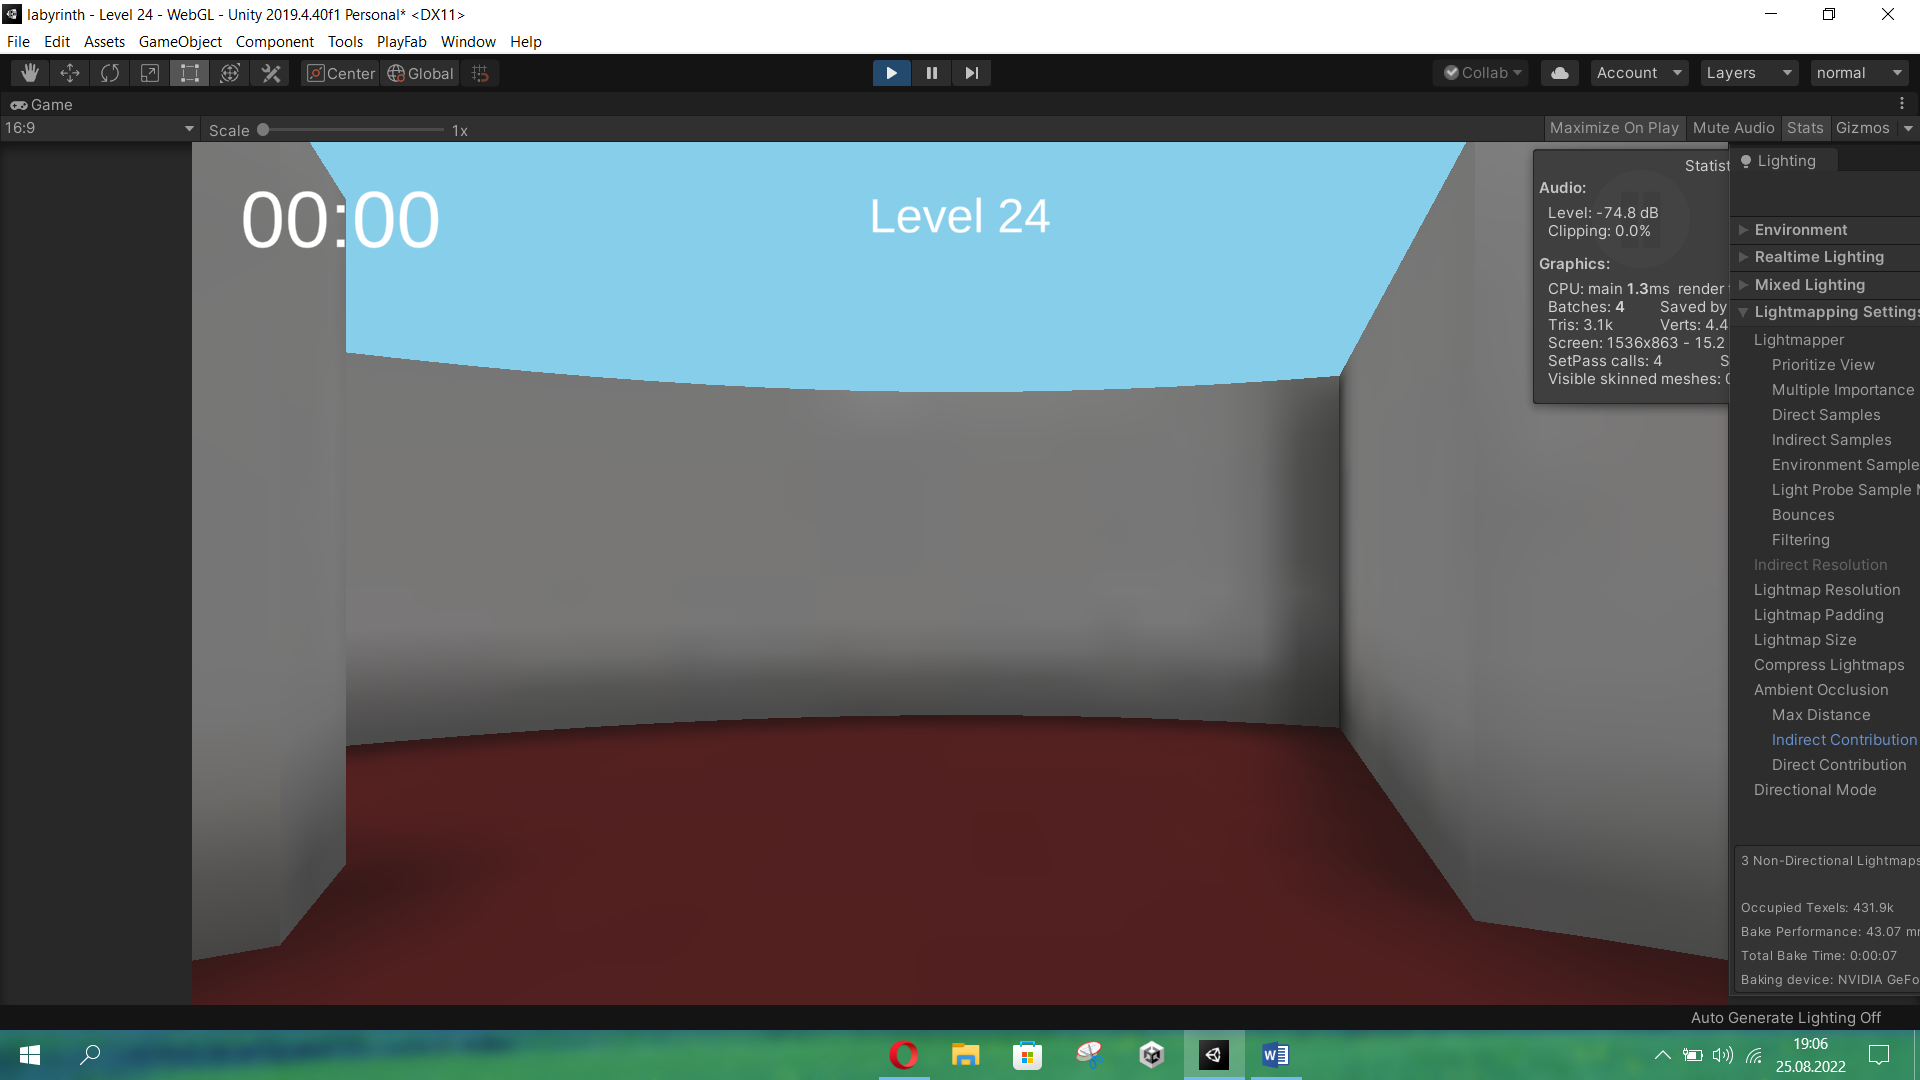 labyrinth - Level 24 - WebGL - Unity 2019.4.40f1 Personal* <DX11>
File Edit Assets GameObject Component Tools PlayFab Window Help
Center Global Collab Account Layers normal
Game
16:9 Scale 1x Maximize On Play Mute Audio Stats Gizmos
00:00
Level 24
Statist
Audio:
Level: -74.8 dB
Clipping: 0.0%
Graphics:
CPU: main 1.3ms render
Batches: 4 Saved by
Tris: 3.1k Verts: 4.4
Screen: 1536x863 - 15.2
SetPass calls: 4 S
Visible skinned meshes: 0
Lighting
Environment
Realtime Lighting
Mixed Lighting
Lightmapping Settings
Lightmapper
Prioritize View
Multiple Importance
Direct Samples
Indirect Samples
Environment Sample
Light Probe Sample
Bounces
Filtering
Indirect Resolution
Lightmap Resolution
Lightmap Padding
Lightmap Size
Compress Lightmaps
Ambient Occlusion
Max Distance
Indirect Contribution
Direct Contribution
Directional Mode
3 Non-Directional Lightmaps
Occupied Texels: 431.9k
Bake Performance: 43.07
Total Bake Time: 0:00:07
Baking device: NVIDIA GeFo
Auto Generate Lighting Off
19:06
25.08.2022